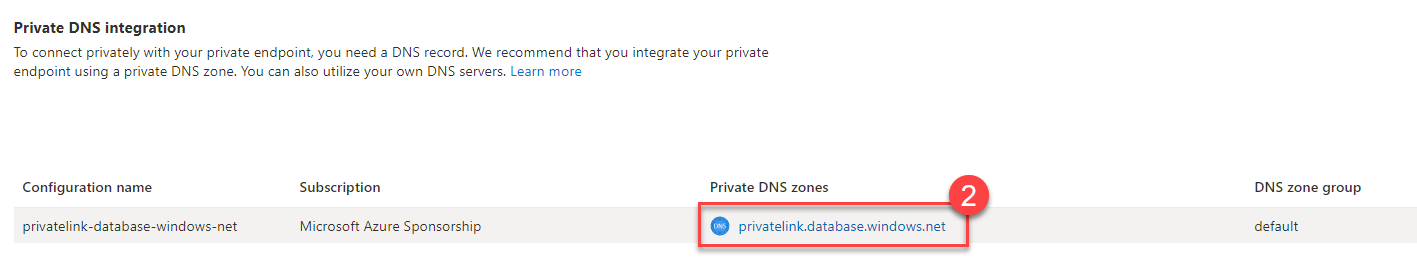 Private DNS integration
To connect privately with your private endpoint, you need a DNS record. We recommend that you integrate your private
endpoint using a private DNS zone. You can also utilize your own DNS servers. Learn more
Configuration name Subscription Private DNS zones DNS zone group
2
privatelink-database-windows-net Microsoft Azure Sponsorship DNS privatelink.database.windows.net default